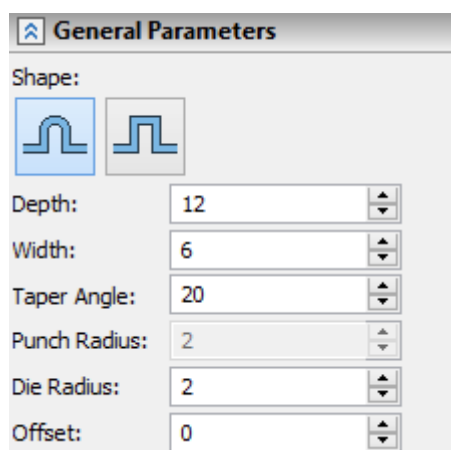 General Parameters
Shape:
Depth: 12
Width: 6
Taper Angle: 20
Punch Radius: 2
Die Radius: 2
Offset: 0